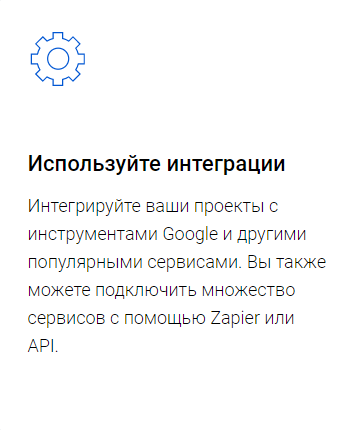 Используйте интеграции
Интегрируйте ваши проекты с
инструментами Google и другими
популярными сервисами. Вы также
можете подключить множество
сервисов с помощью Zapier или
API.